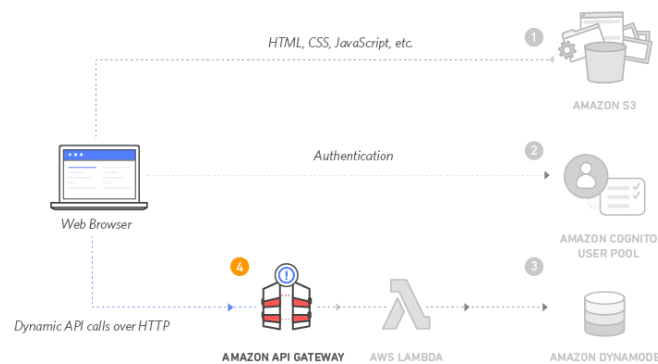 HTML, CSS, JavaScript, etc.
1
AMAZON S3
Authentication
2
Web Browser
AMAZON COGNITO
USER POOL
4
3
Dynamic API calls over HTTP
AMAZON API GATEWAY
AWS LAMBDA
AMAZON DYNAMODB